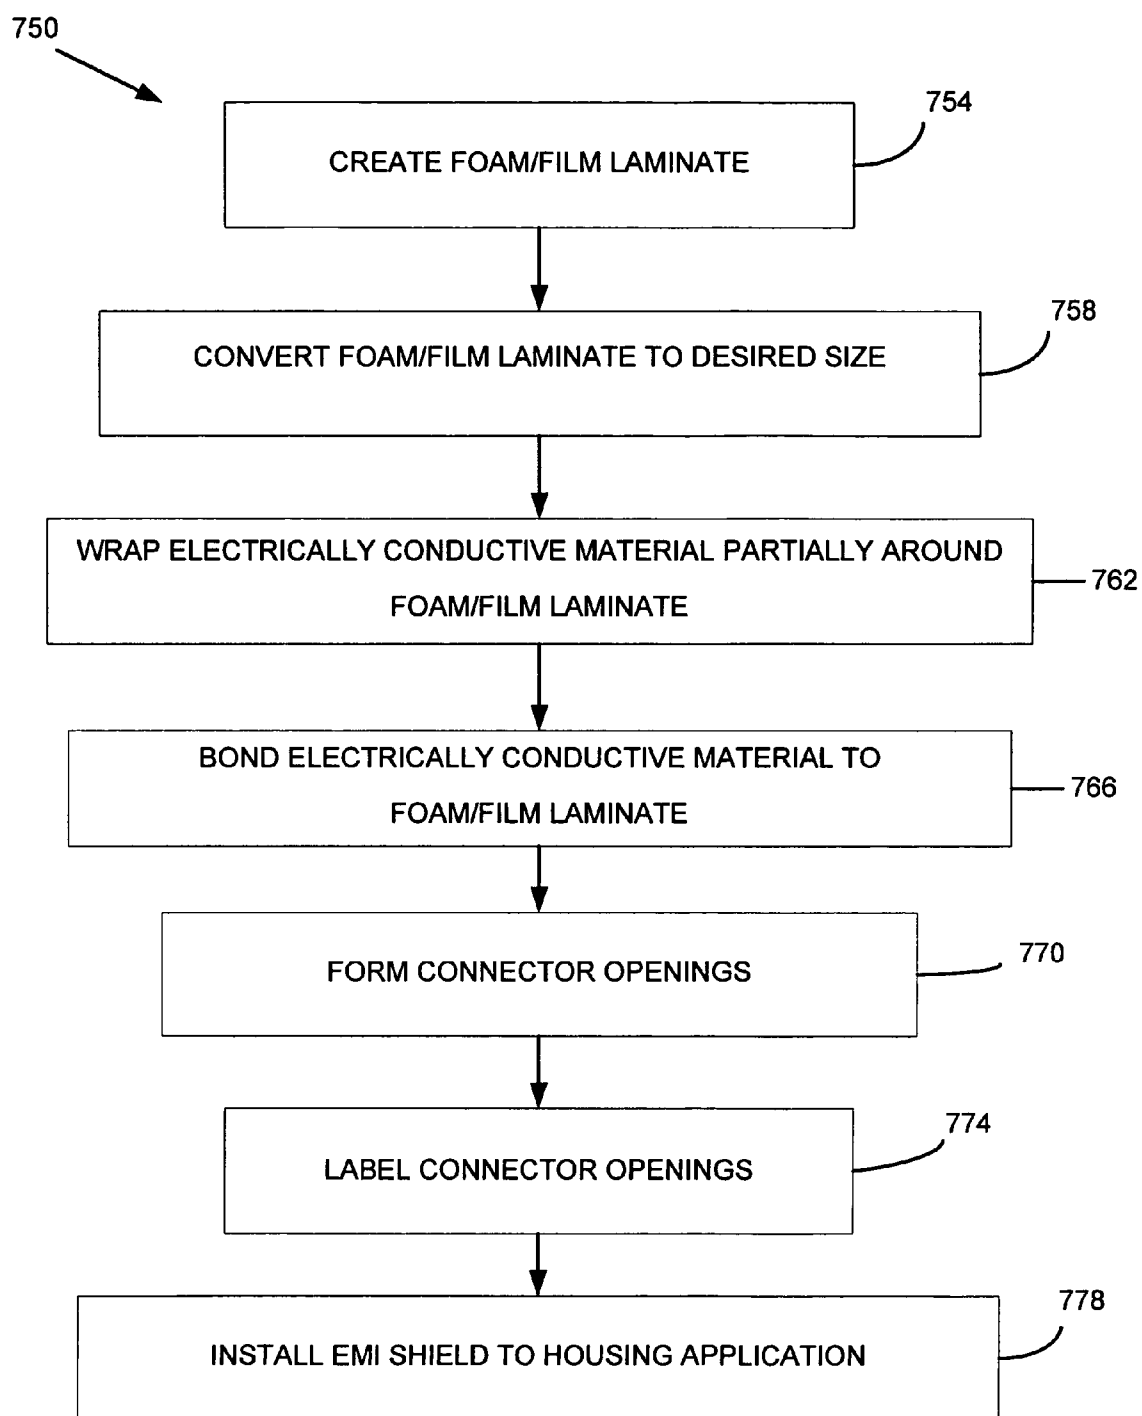 750
754
CREATE FOAM/FILM LAMINATE
758
CONVERT FOAM/FILM LAMINATE TO DESIRED SIZE
WRAP ELECTRICALLY CONDUCTIVE MATERIAL PARTIALLY AROUND
FOAM/FILM LAMINATE
762
BOND ELECTRICALLY CONDUCTIVE MATERIAL TO
FOAM/FILM LAMINATE
766
FORM CONNECTOR OPENINGS
770
774
LABEL CONNECTOR OPENINGS
778
INSTALL EMI SHIELD TO HOUSING APPLICATION